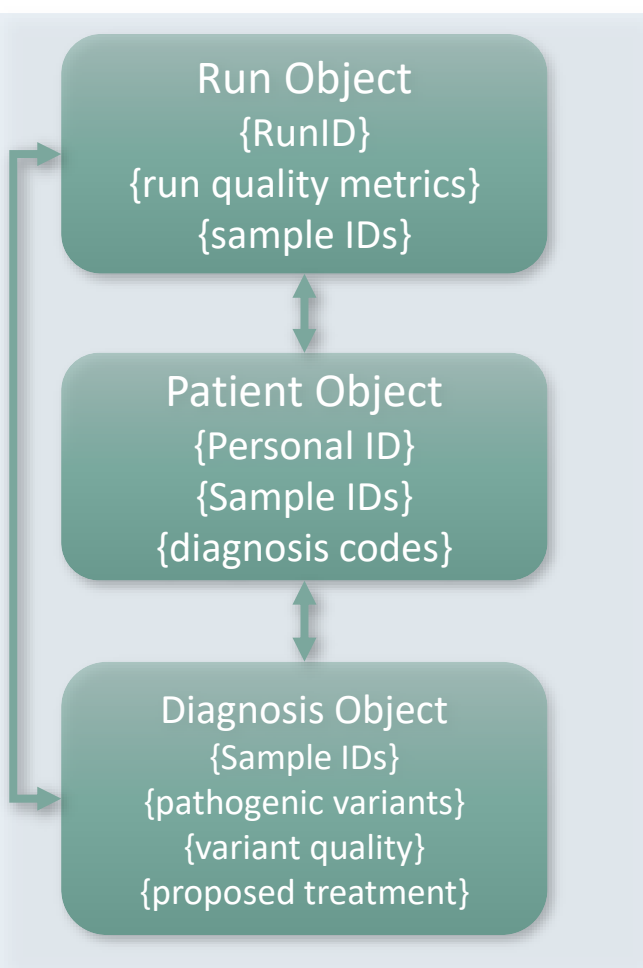 Run Object
{RunID}
{run quality metrics}
{sample IDs}
Patient Object
{Personal ID}
{Sample IDs}
{diagnosis codes}
Diagnosis Object
{Sample IDs}
{pathogenic variants}
{variant quality}
{proposed treatment}